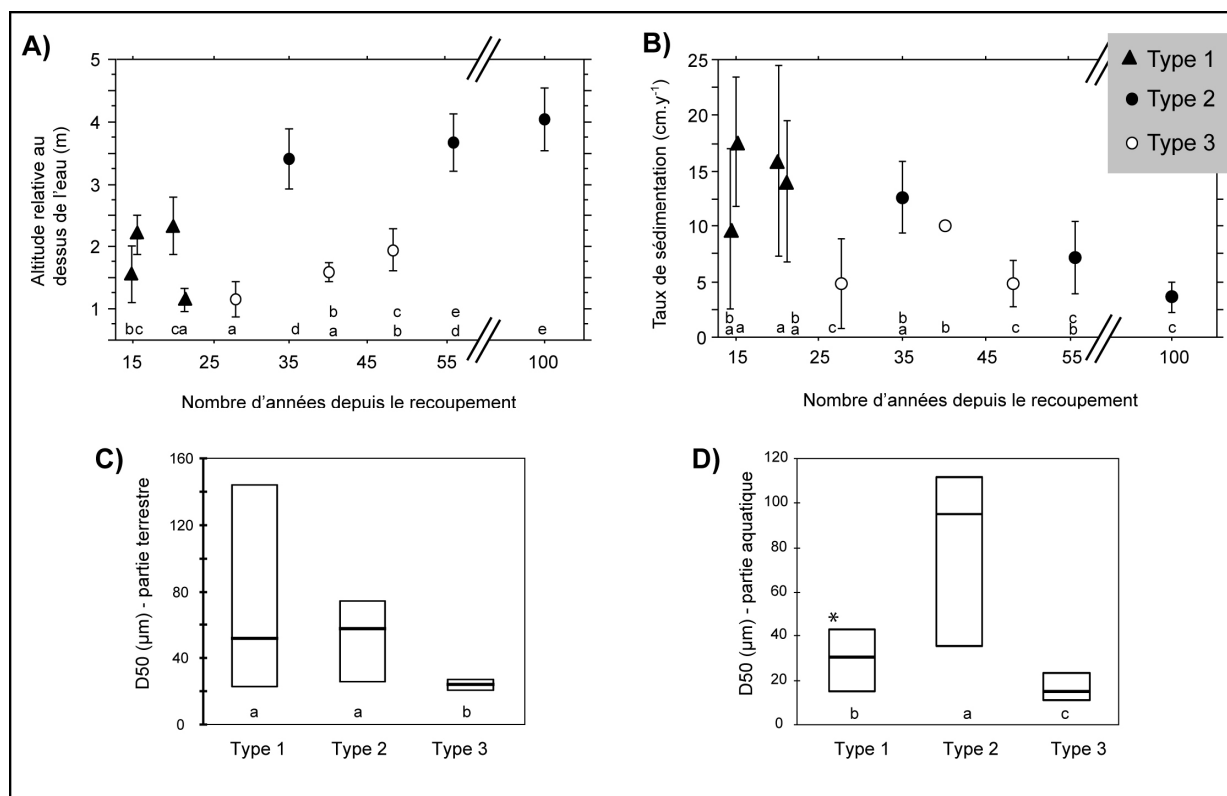 A)
Altitude relative au
dessus de l'eau (m)
5
4
3
2
1
b c
c a
a
d
b
a
c
b
e
d
e
15
25
35
45
55
100
Nombre d'années depuis le recoupement
B)
Taux de sédimentation (cm.y-1)
25
20
15
10
5
0
b
a
a
a
b
a
c
b
a
b
c
c
b
c
15
25
35
45
55
100
Nombre d'années depuis le recoupement
Type 1
Type 2
Type 3
C)
D50 (µm) - partie terrestre
160
120
80
40
0
a
a
b
Type 1
Type 2
Type 3
D)
D50 (µm) - partie aquatique
120
100
80
60
40
20
0
*
b
a
c
Type 1
Type 2
Type 3